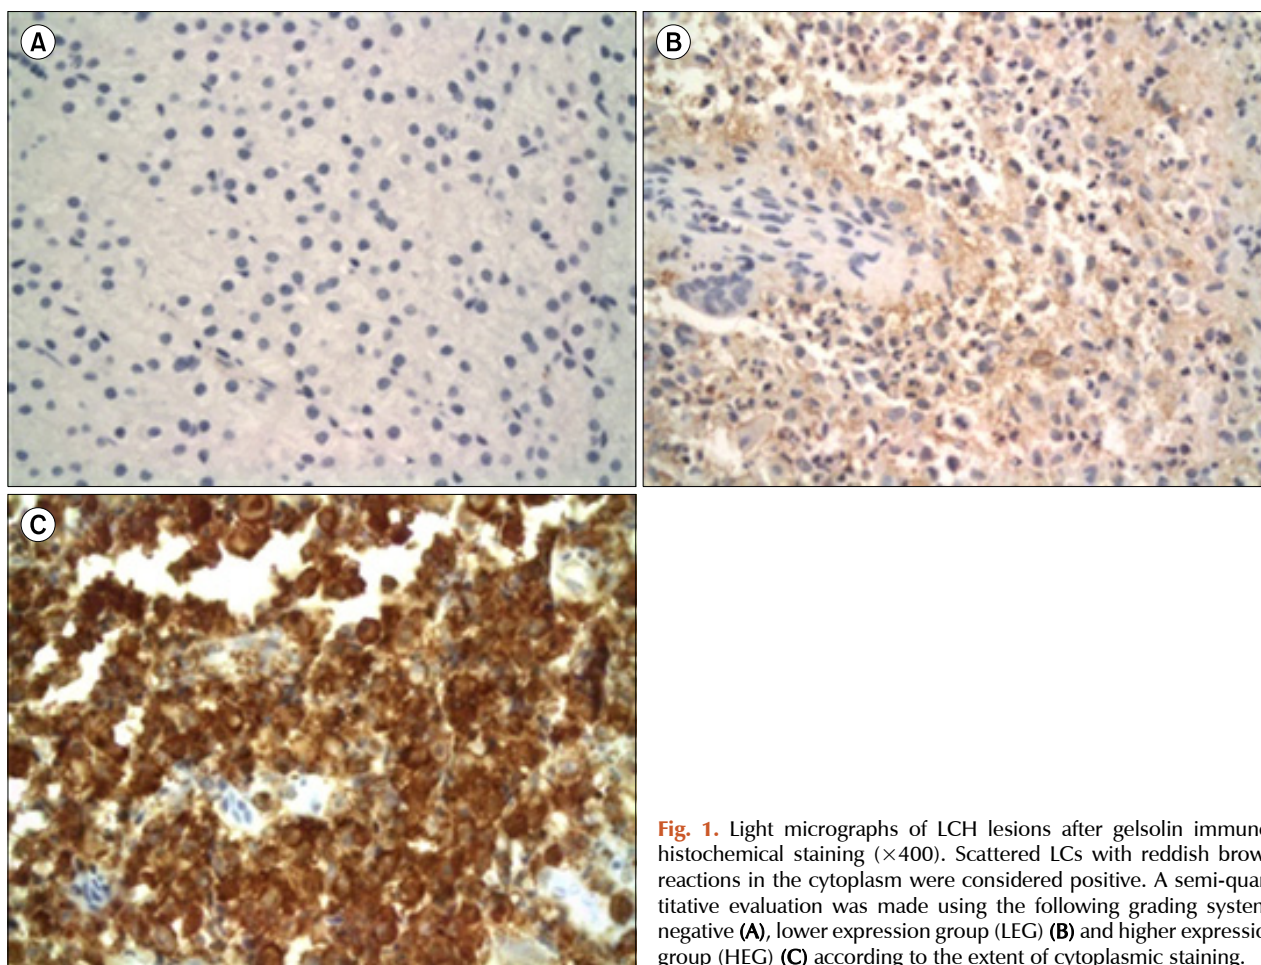 A
B
C
Fig. 1. Light micrographs of LCH lesions after gelsolin immuno
histochemical staining (×400). Scattered LCs with reddish brow
reactions in the cytoplasm were considered positive. A semi-quan
titative evaluation was made using the following grading system
negative (A), lower expression group (LEG) (B) and higher expressio
group (HEG) (C) according to the extent of cytoplasmic staining.